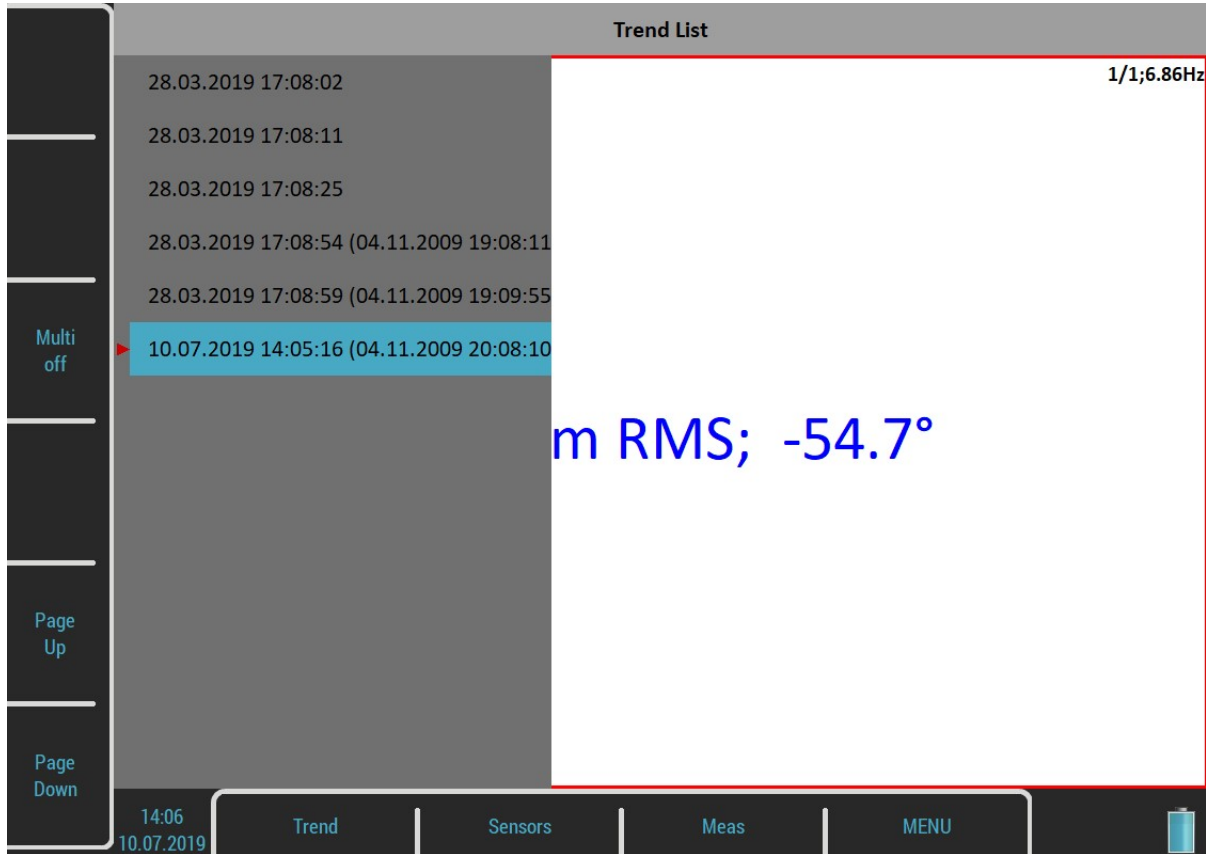 Trend List
28.03.2019 17:08:02
28.03.2019 17:08:11
28.03.2019 17:08:25
28.03.2019 17:08:54 (04.11.2009 19:08:11
28.03.2019 17:08:59 (04.11.2009 19:09:55
10.07.2019 14:05:16 (04.11.2009 20:08:10
1/1;6.86Hz
m RMS; -54.7°
Multi
off
Page
Up
Page
Down
14:06
10.07.2019
Trend
Sensors
Meas
MENU